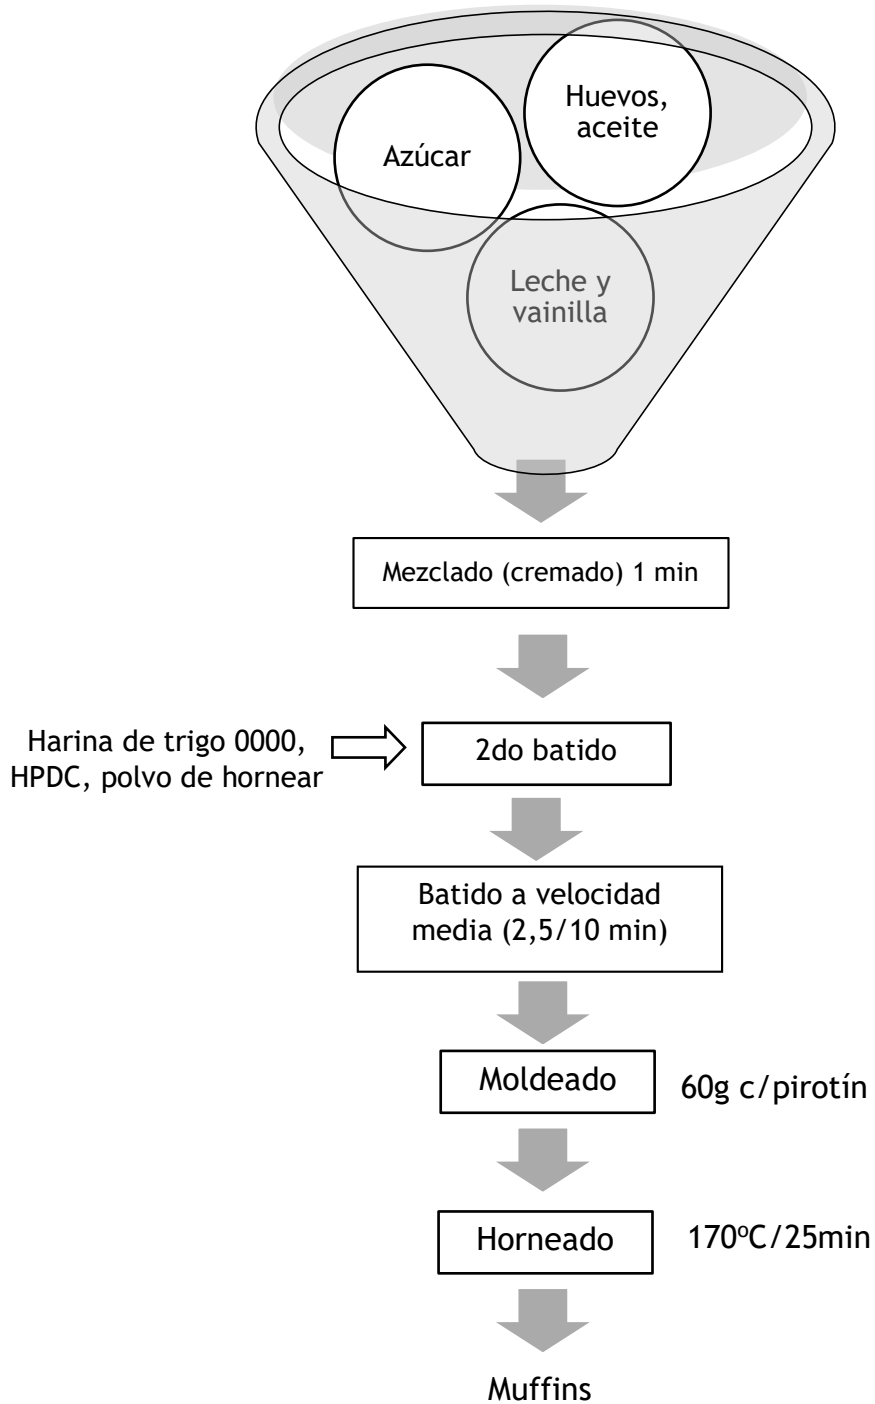 Huevos,
aceite
Azúcar
Leche y
vainilla
Mezclado (cremado) 1 min
Harina de trigo 0000,
HPDC, polvo de hornear
2do batido
Batido a velocidad
media (2,5/10 min)
Moldeado
60g c/pirotín
Horneado
170ºC/25min
Muffins